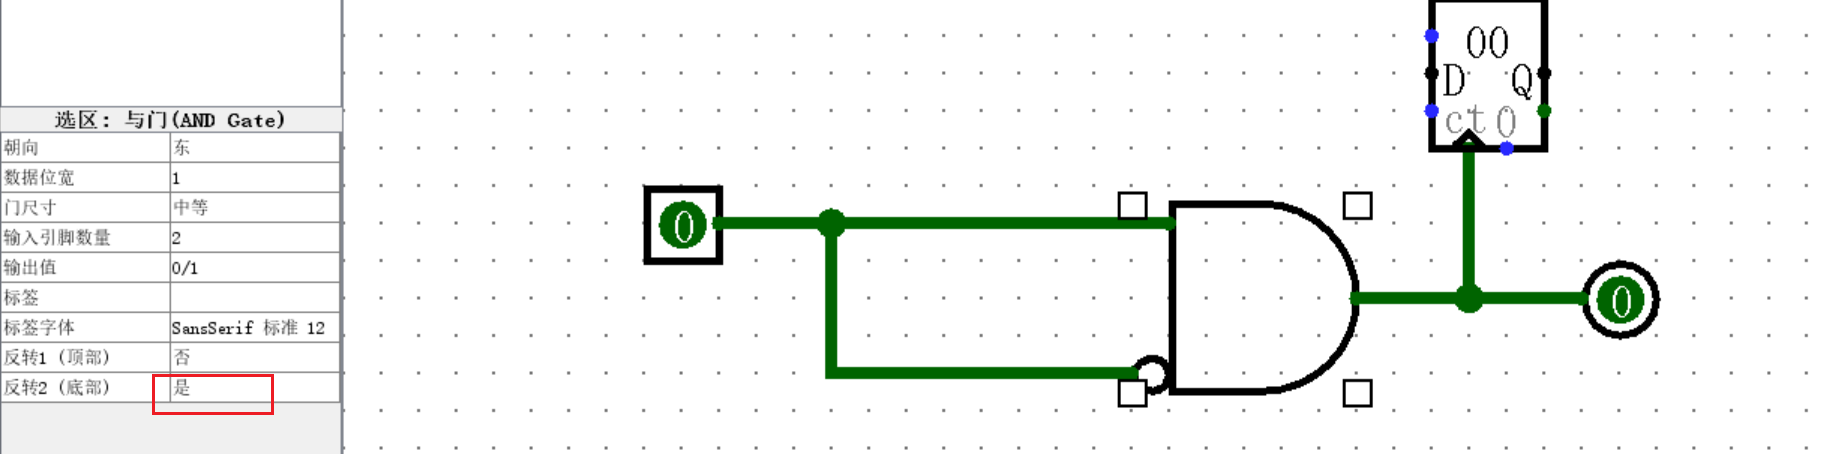 选区: 与门(AND Gate)
朝向 东
数据位宽 1
门尺寸 中等
输入引脚数量 2
输出值 0/1
标签
标签字体 SansSerif 标准 12
反转1 (顶部) 否
反转2 (底部) 是
00
D Q
ct 0
0
0